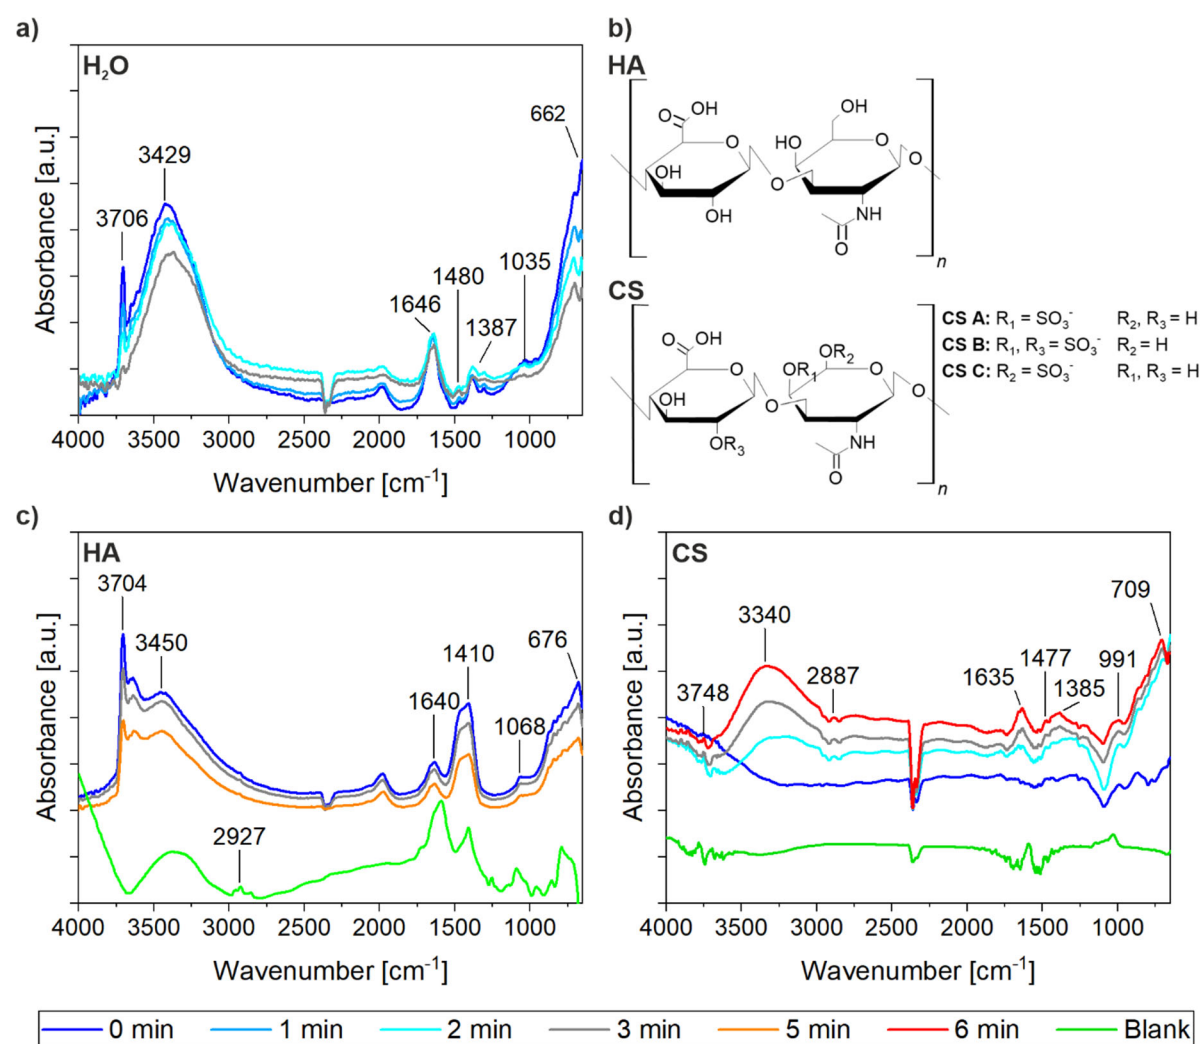 a)
H₂O
3706
3429
1646
1480
1387
1035
662
Absorbance [a.u.]
4000 3500 3000 2500 2000 1500 1000
Wavenumber [cm⁻¹]
b)
HA
O OH
O
OH
OH
O
HO
OH
O
O
NH
O
n
CS
O OH
O
OH
OR₃
O
OR₁
OR₂
O
NH
O
n
CS A: R₁ = SO₃⁻ R₂, R₃ = H
CS B: R₁, R₃ = SO₃⁻ R₂ = H
CS C: R₂ = SO₃⁻ R₁, R₃ = H
c)
HA
3704
3450
2927
1640
1410
1068
676
Absorbance [a.u.]
4000 3500 3000 2500 2000 1500 1000
Wavenumber [cm⁻¹]
d)
CS
3748
3340
2887
1635
1477
1385
991
709
Absorbance [a.u.]
4000 3500 3000 2500 2000 1500 1000
Wavenumber [cm⁻¹]
0 min 1 min 2 min 3 min 5 min 6 min Blank